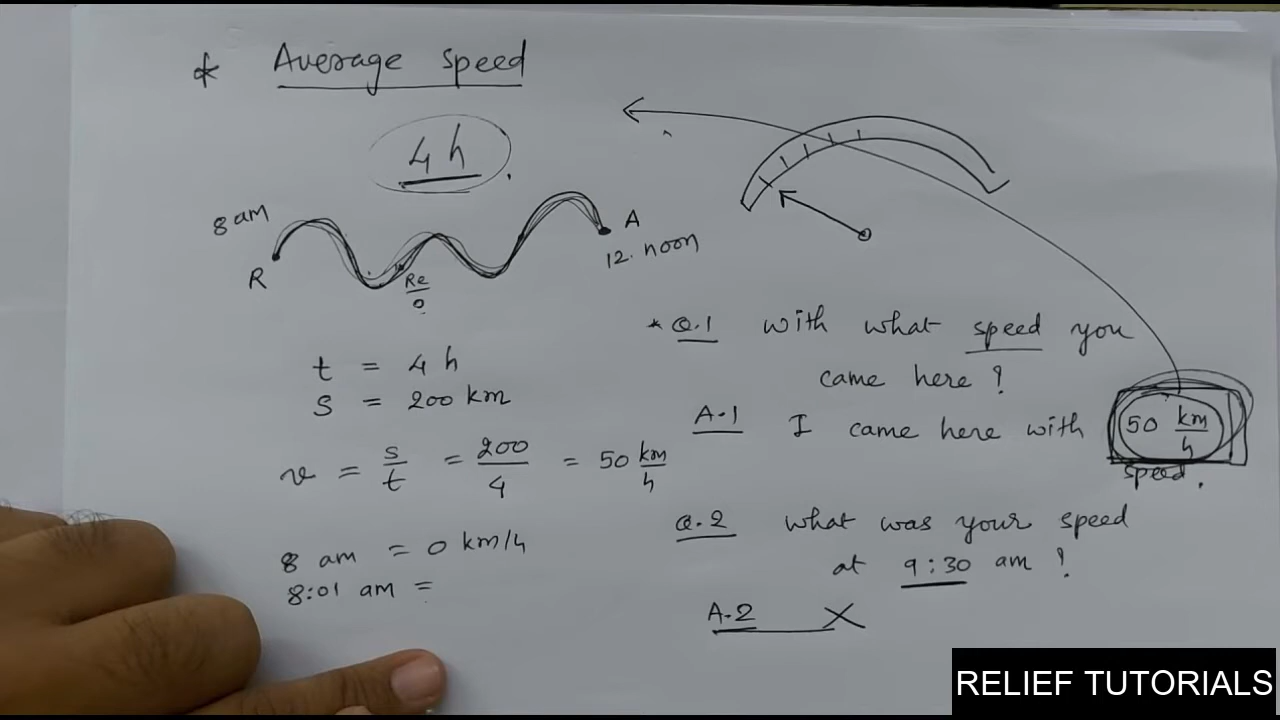 * Average speed
4 h.
8 am
R
Re/0
A
12. noon
t = 4 h
S = 200 km
v = s/t = 200/4 = 50 km/h
8 am = 0 km/h
8:01 am =
* Q.1 with what speed you
came here?
A.1 I came here with 50 km/h
speed.
Q.2 what was your speed
at 9:30 am?
A.2 X
RELIEF TUTORIALS